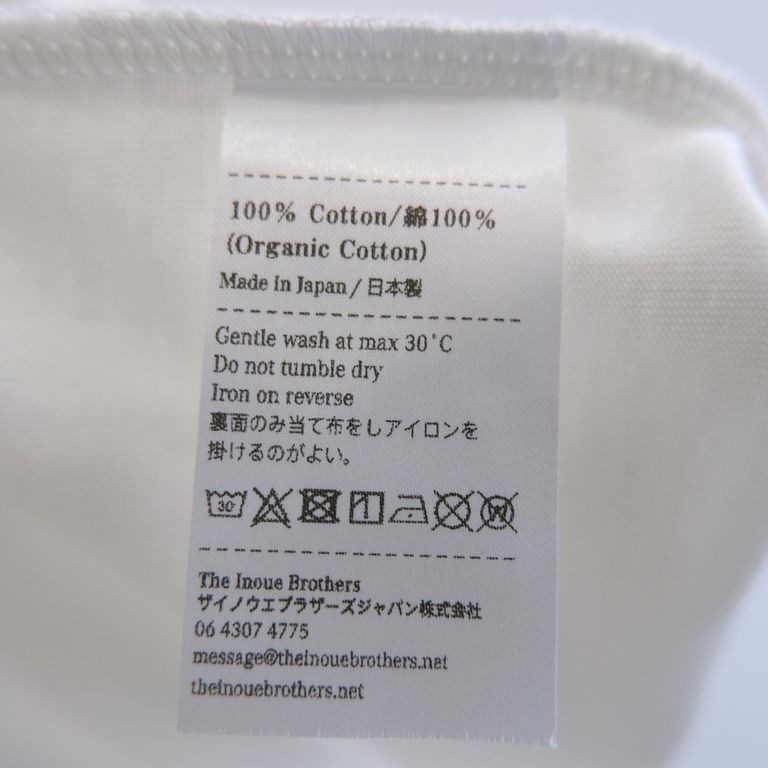 100% Cotton/綿100%
(Organic Cotton)
Made in Japan / 日本製
Gentle wash at max 30°C
Do not tumble dry
Iron on reverse
裏面のみ当て布をしアイロンを
掛けるのがよい。
30
W
The Inoue Brothers
ザイノウエブラザーズジャパン株式会社
06 4307 4775
message@theinouebrothers.net
theinouebrothers.net